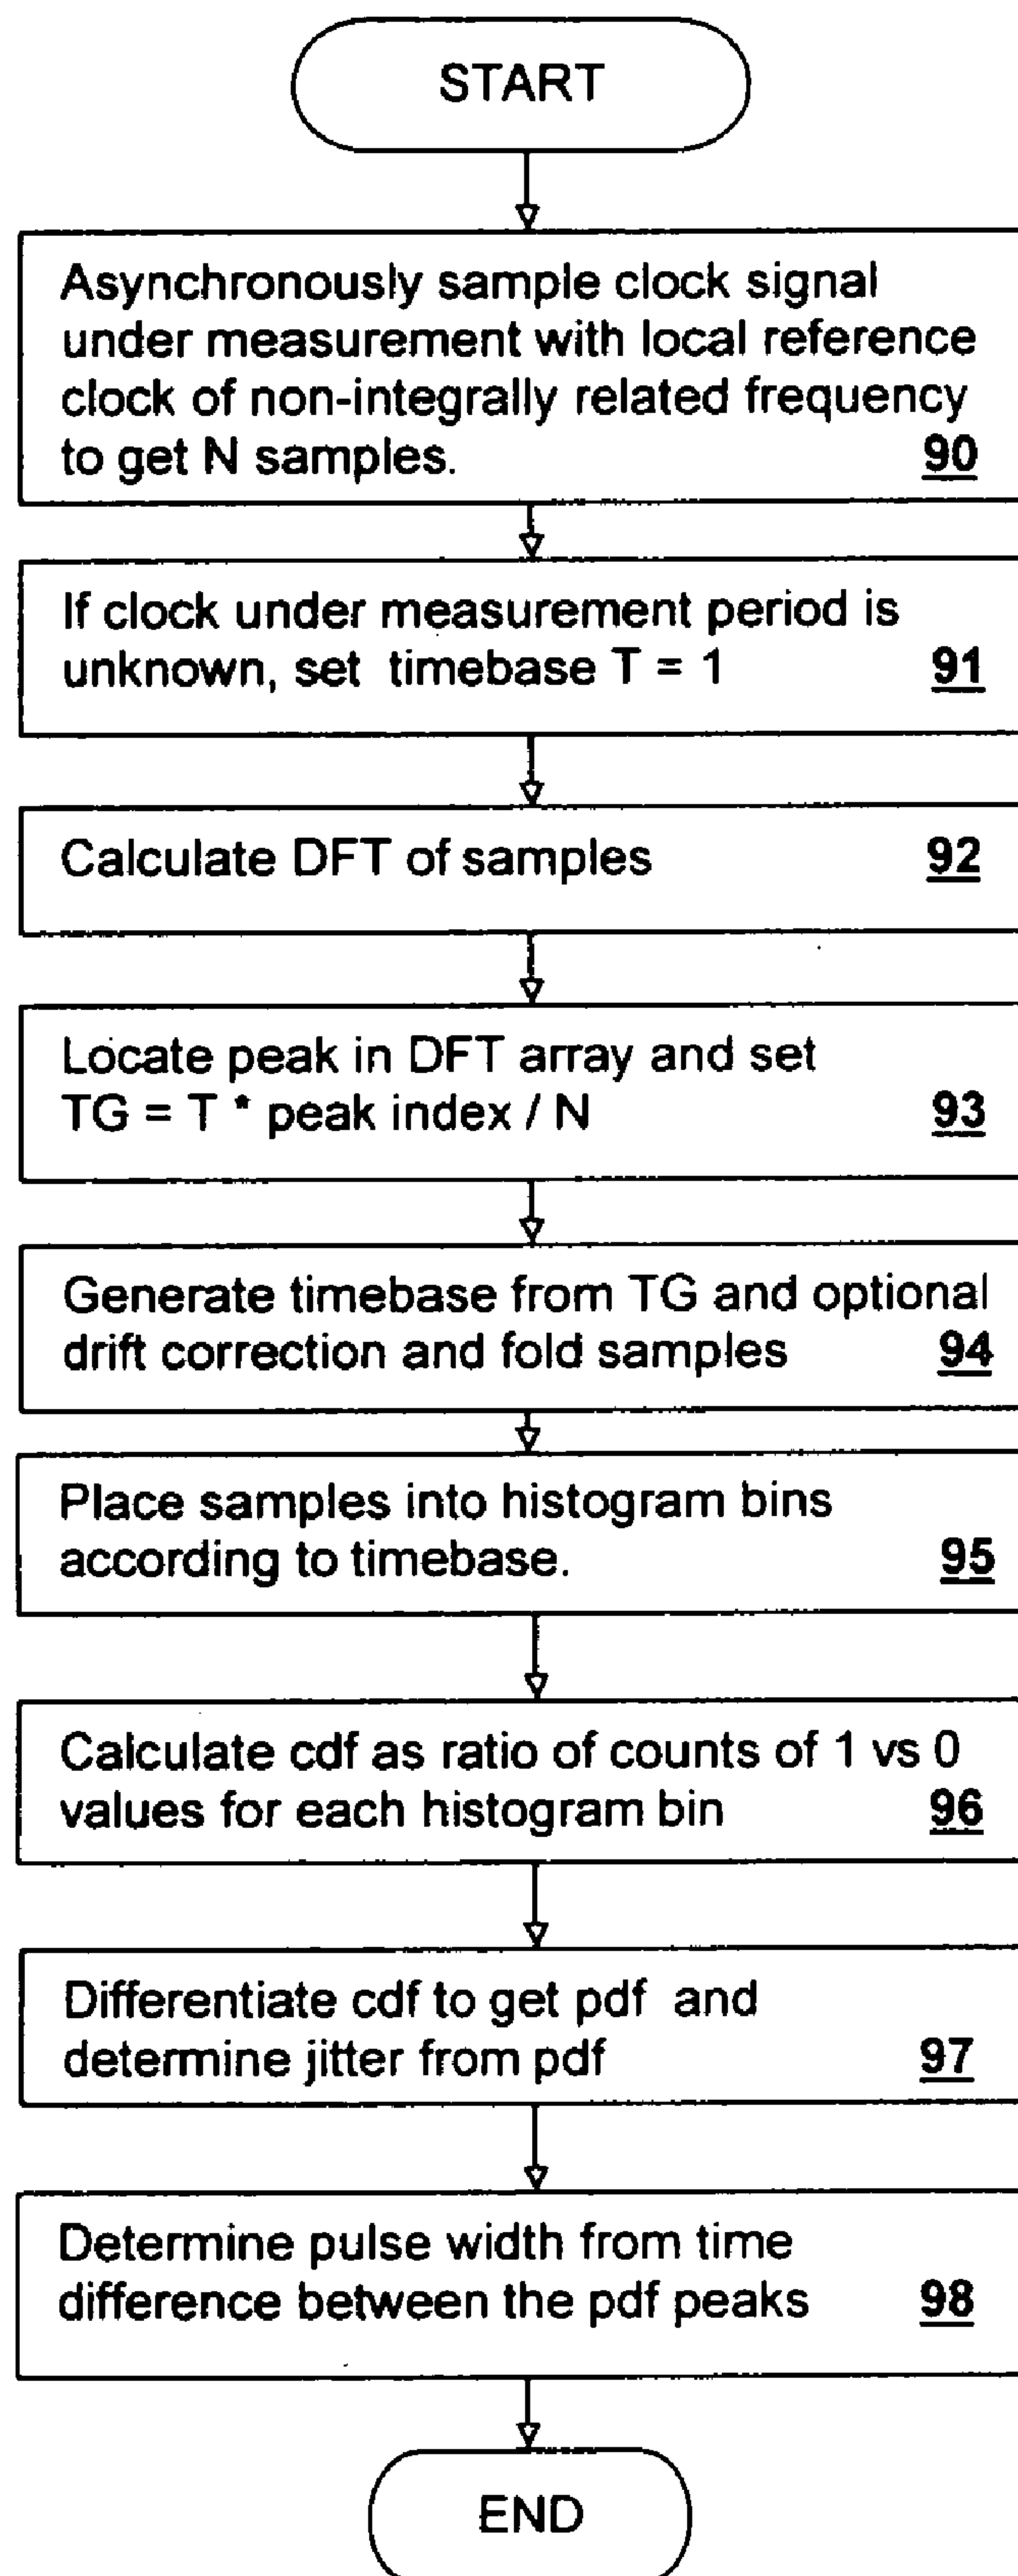 START
Asynchronously sample clock signal
under measurement with local reference
clock of non-integrally related frequency
to get N samples. 90
If clock under measurement period is
unknown, set timebase T = 1 91
Calculate DFT of samples 92
Locate peak in DFT array and set
TG = T * peak index / N 93
Generate timebase from TG and optional
drift correction and fold samples 94
Place samples into histogram bins
according to timebase. 95
Calculate cdf as ratio of counts of 1 vs 0
values for each histogram bin 96
Differentiate cdf to get pdf and
determine jitter from pdf 97
Determine pulse width from time
difference between the pdf peaks 98
END